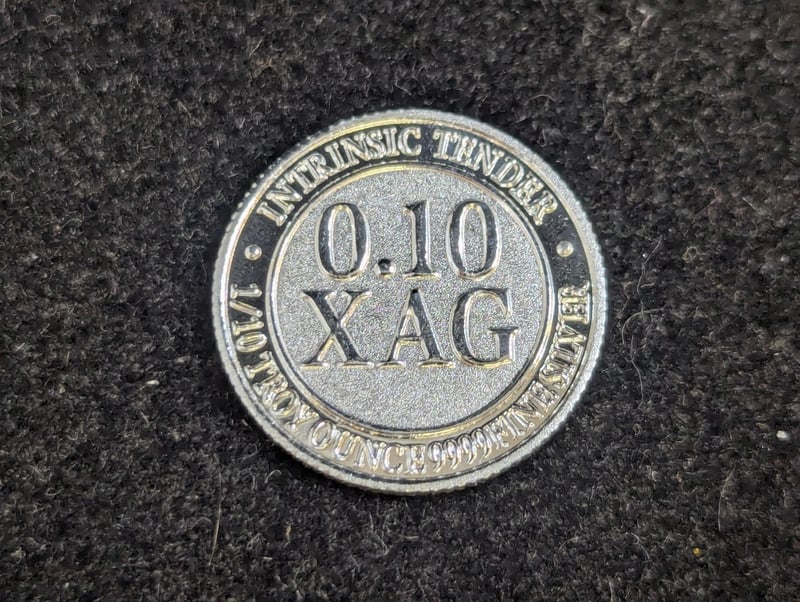 INTRINSIC TENDER
0.10
XAG
1/10 TROY OUNCE 9999 FINE SILVER